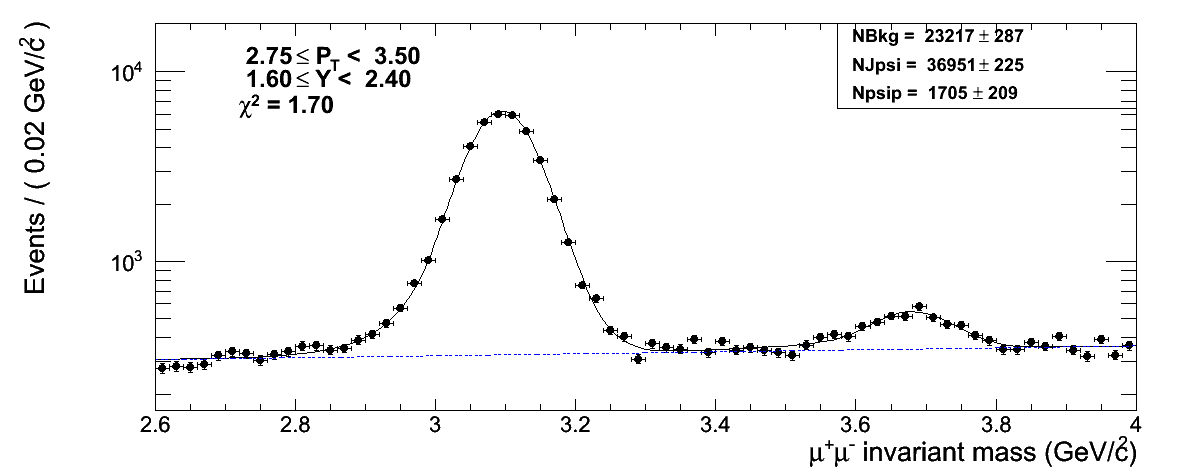 Events / ( 0.02 GeV/c²)
10⁴
10³
2.75 ≤ P_T < 3.50
1.60 ≤ Y < 2.40
χ² = 1.70
NBkg = 23217 ± 287
NJpsi = 36951 ± 225
Npsip = 1705 ± 209
2.6 2.8 3 3.2 3.4 3.6 3.8 4
μ⁺μ⁻ invariant mass (GeV/c²)